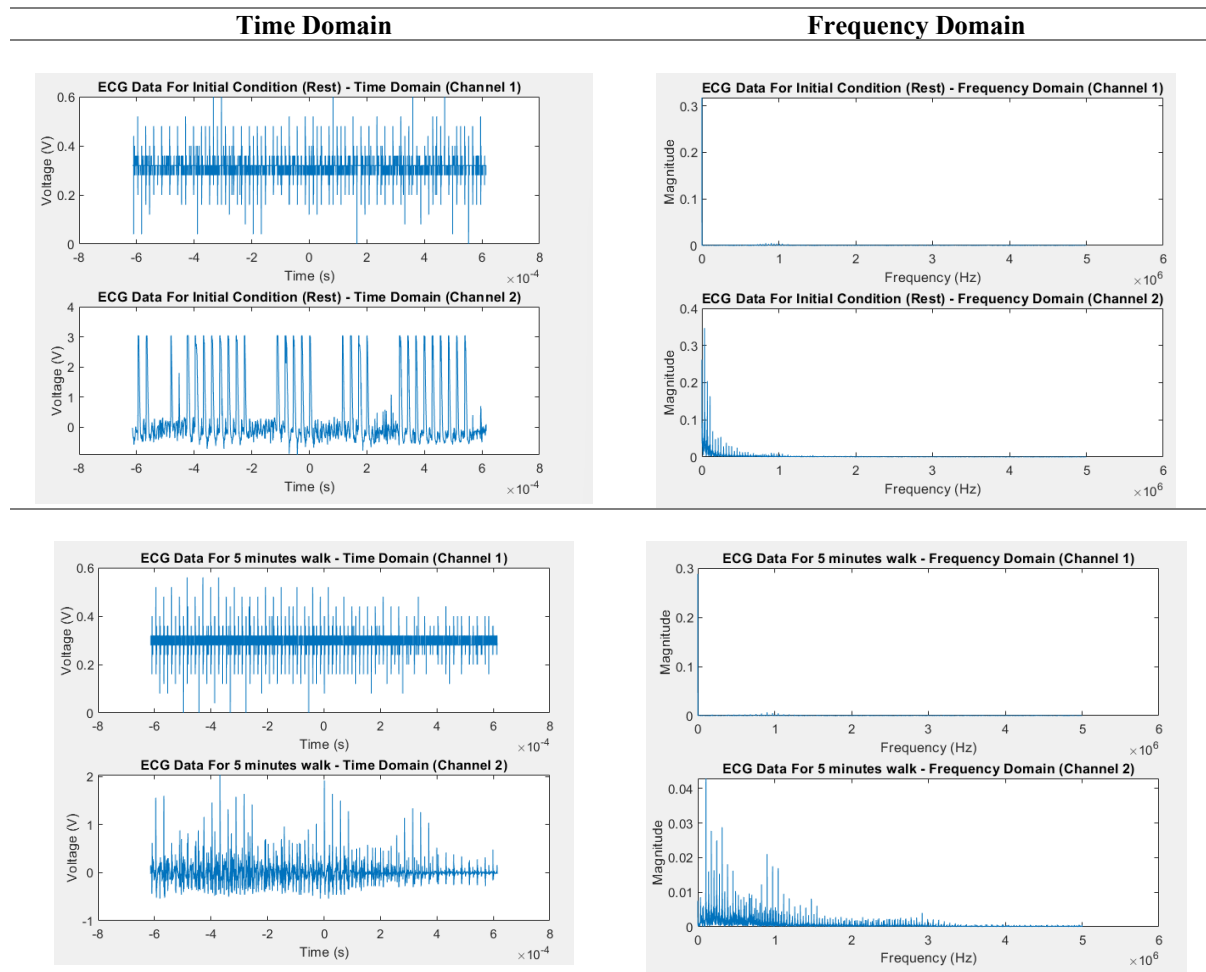 Time Domain
Frequency Domain
ECG Data For Initial Condition (Rest) - Time Domain (Channel 1)
0.6
0.4
0.2
0
Voltage (V)
-8 -6 -4 -2 0 2 4 6 8
Time (s)
×10⁻⁴
ECG Data For Initial Condition (Rest) - Time Domain (Channel 2)
4
3
2
1
0
Voltage (V)
-8 -6 -4 -2 0 2 4 6 8
Time (s)
×10⁻⁴
ECG Data For Initial Condition (Rest) - Frequency Domain (Channel 1)
0.3
0.2
0.1
0
Magnitude
0 1 2 3 4 5 6
Frequency (Hz)
×10⁶
ECG Data For Initial Condition (Rest) - Frequency Domain (Channel 2)
0.4
0.3
0.2
0.1
0
Magnitude
0 1 2 3 4 5 6
Frequency (Hz)
×10⁶
ECG Data For 5 minutes walk - Time Domain (Channel 1)
0.6
0.4
0.2
0
Voltage (V)
-8 -6 -4 -2 0 2 4 6 8
Time (s)
×10⁻⁴
ECG Data For 5 minutes walk - Time Domain (Channel 2)
2
1
0
-1
Voltage (V)
-8 -6 -4 -2 0 2 4 6 8
Time (s)
×10⁻⁴
ECG Data For 5 minutes walk - Frequency Domain (Channel 1)
0.3
0.2
0.1
0
Magnitude
0 1 2 3 4 5 6
Frequency (Hz)
×10⁶
ECG Data For 5 minutes walk - Frequency Domain (Channel 2)
0.04
0.03
0.02
0.01
0
Magnitude
0 1 2 3 4 5 6
Frequency (Hz)
×10⁶